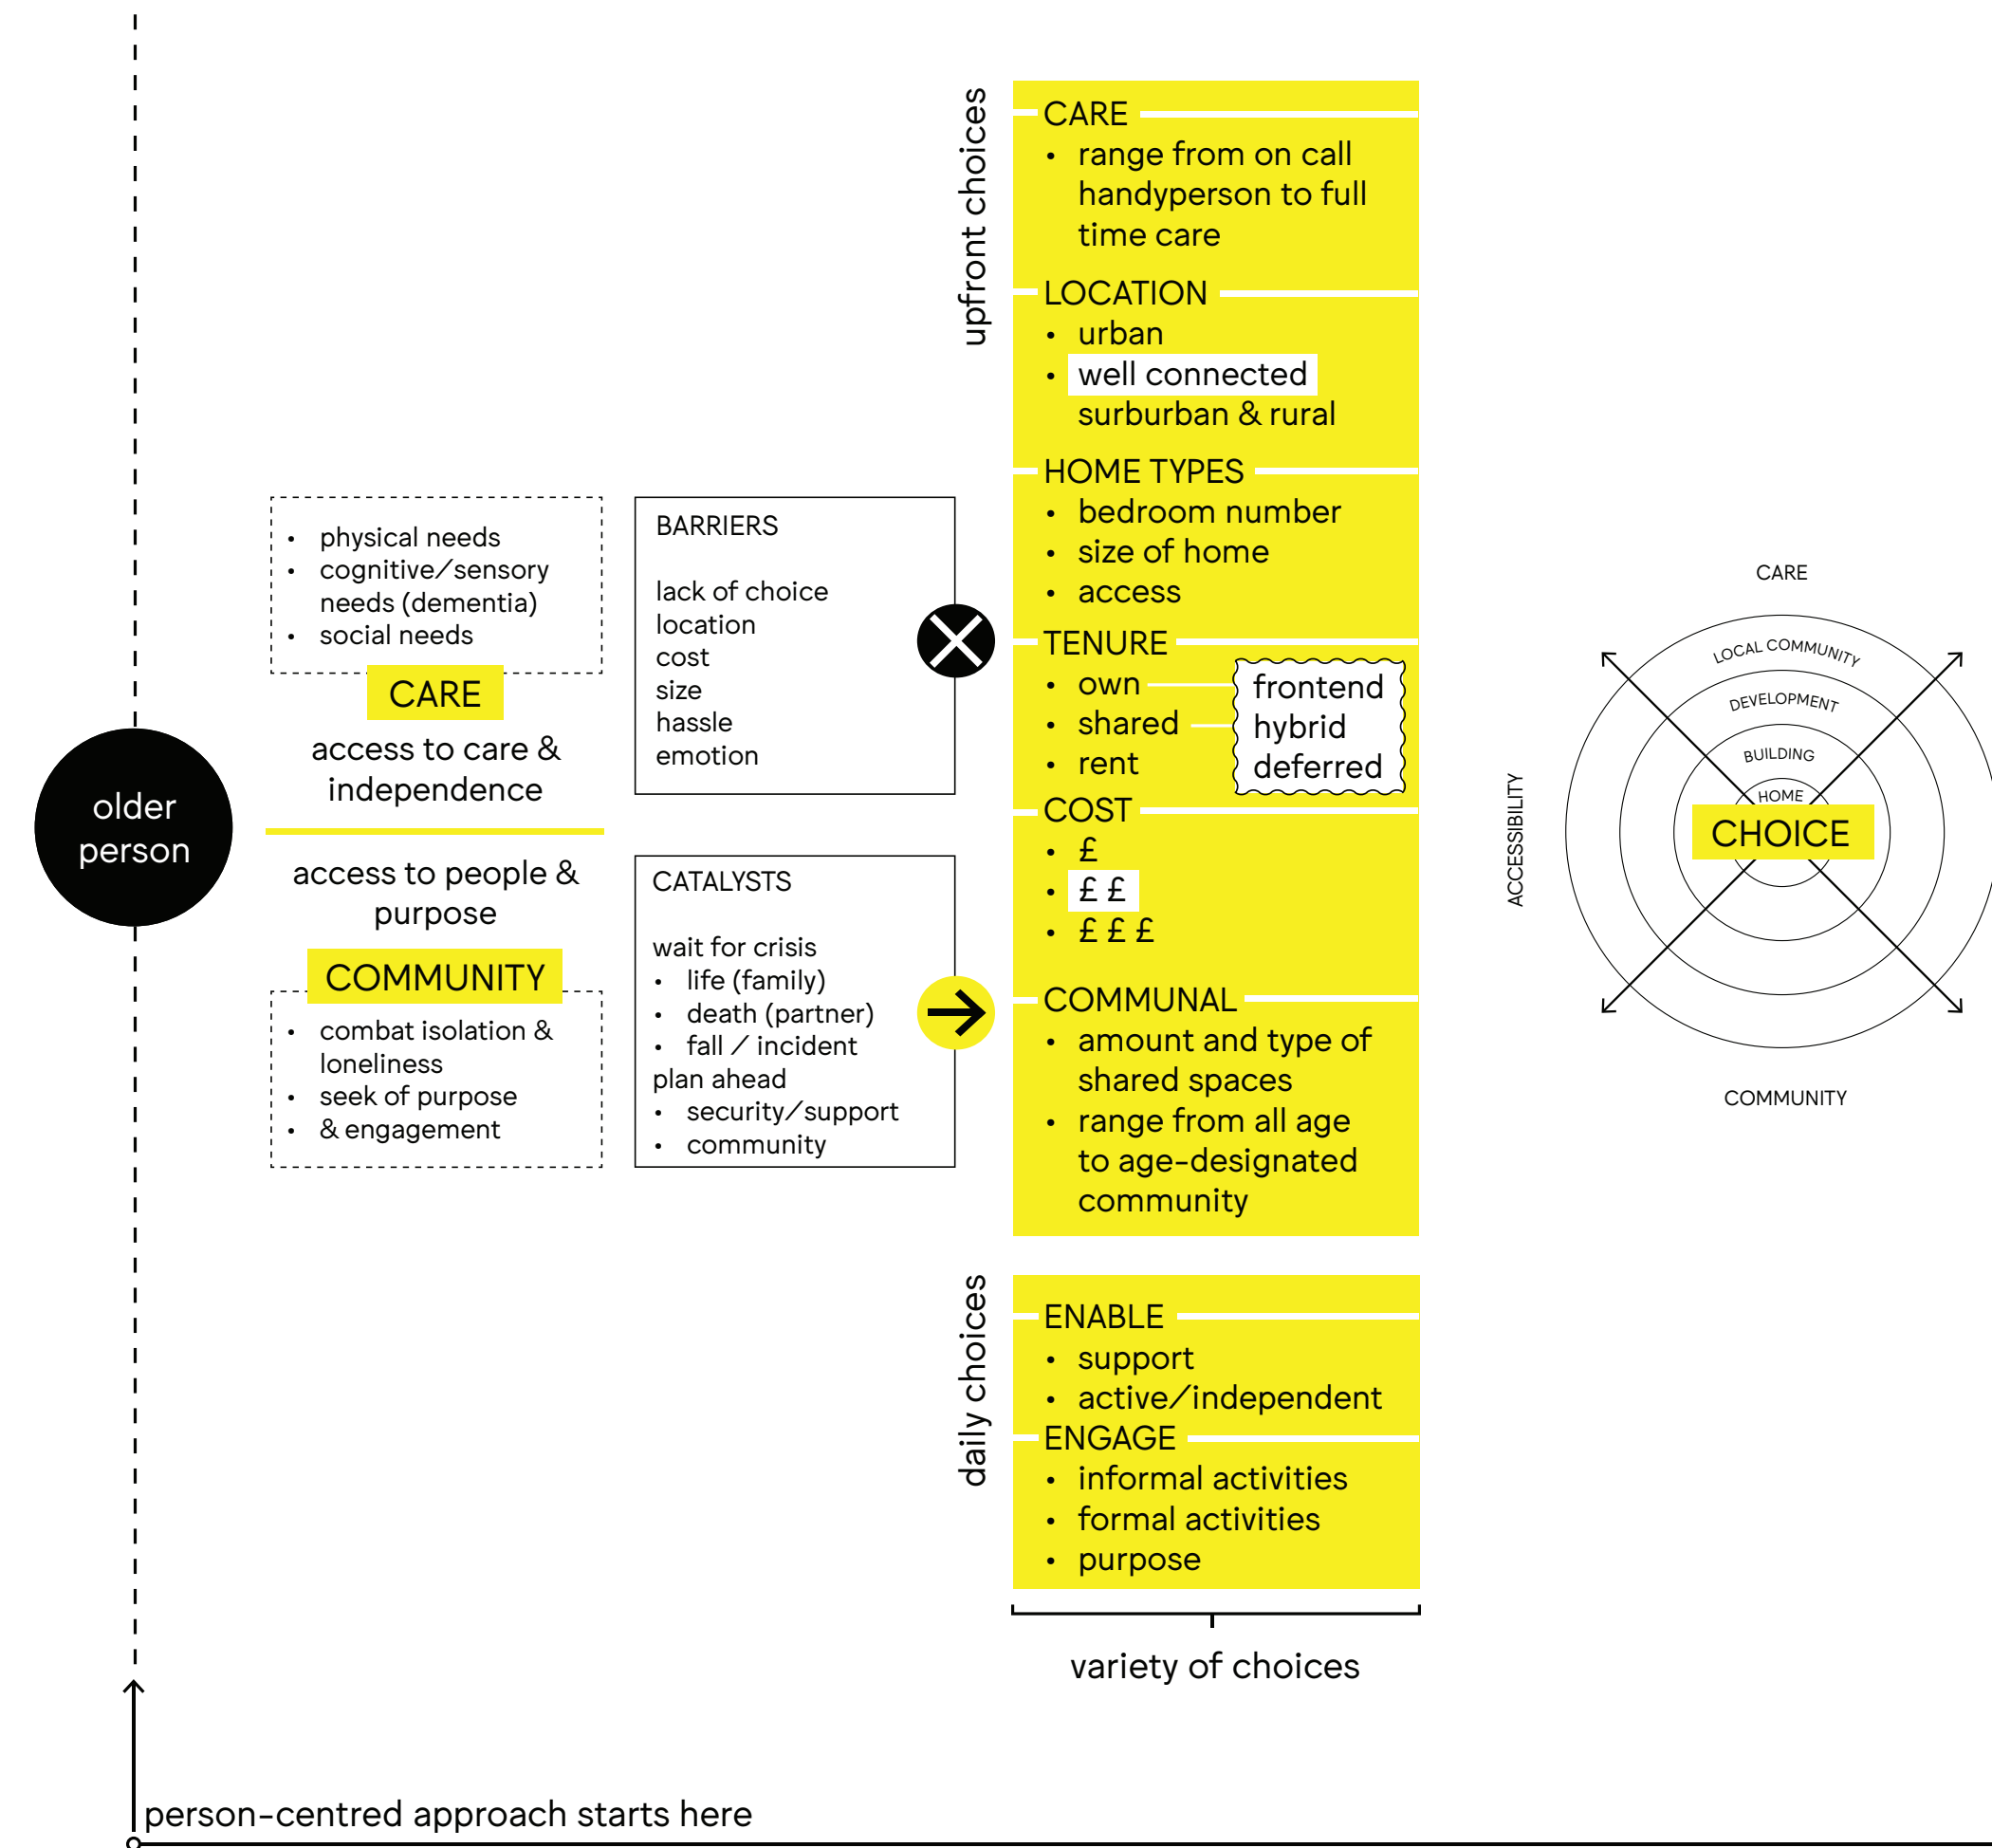 older
person
• physical needs
• cognitive/sensory
needs (dementia)
• social needs
CARE
access to care &
independence
access to people &
purpose
COMMUNITY
• combat isolation &
loneliness
• seek of purpose
• & engagement
BARRIERS
lack of choice
location
cost
size
hassle
emotion
CATALYSTS
wait for crisis
• life (family)
• death (partner)
• fall / incident
plan ahead
• security/support
• community
upfront choices
CARE
• range from on call
handyperson to full
time care
LOCATION
• urban
• well connected
surburban & rural
HOME TYPES
• bedroom number
• size of home
• access
TENURE
• own
• shared
• rent
frontend
hybrid
deferred
COST
• £
• £ £
• £ £ £
COMMUNAL
• amount and type of
shared spaces
• range from all age
to age-designated
community
daily choices
ENABLE
• support
• active/independent
ENGAGE
• informal activities
• formal activities
• purpose
variety of choices
CARE
ACCESSIBILITY
LOCAL COMMUNITY
DEVELOPMENT
BUILDING
HOME
CHOICE
COMMUNITY
person-centred approach starts here